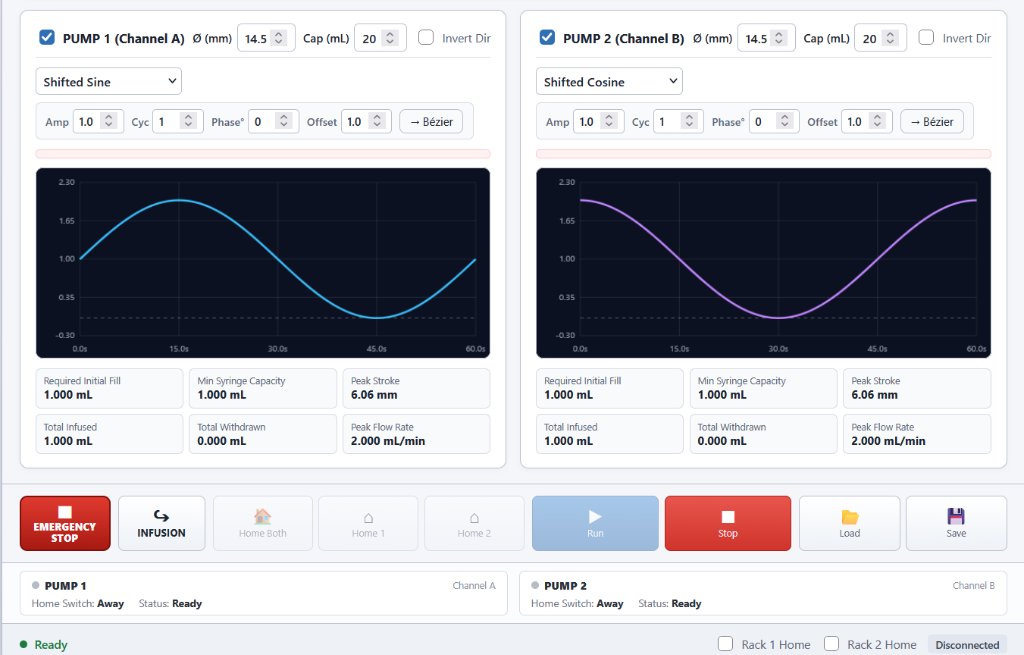 PUMP 1 (Channel A) Ø (mm) 14.5 Cap (mL) 20 Invert Dir
Shifted Sine
Amp 1.0 Cyc 1 Phase° 0 Offset 1.0 → Bézier
2.30
1.65
1.00
0.35
-0.30
0.0s 15.0s 30.0s 45.0s 60.0s
Required Initial Fill Min Syringe Capacity Peak Stroke
1.000 mL 1.000 mL 6.06 mm
Total Infused Total Withdrawn Peak Flow Rate
1.000 mL 0.000 mL 2.000 mL/min
PUMP 2 (Channel B) Ø (mm) 14.5 Cap (mL) 20 Invert Dir
Shifted Cosine
Amp 1.0 Cyc 1 Phase° 0 Offset 1.0 → Bézier
2.30
1.65
1.00
0.35
-0.30
0.0s 15.0s 30.0s 45.0s 60.0s
Required Initial Fill Min Syringe Capacity Peak Stroke
1.000 mL 1.000 mL 6.06 mm
Total Infused Total Withdrawn Peak Flow Rate
1.000 mL 0.000 mL 2.000 mL/min
EMERGENCY
STOP
INFUSION
Home Both
Home 1
Home 2
Run
Stop
Load
Save
PUMP 1 Channel A
Home Switch: Away Status: Ready
PUMP 2 Channel B
Home Switch: Away Status: Ready
Ready Rack 1 Home Rack 2 Home Disconnected